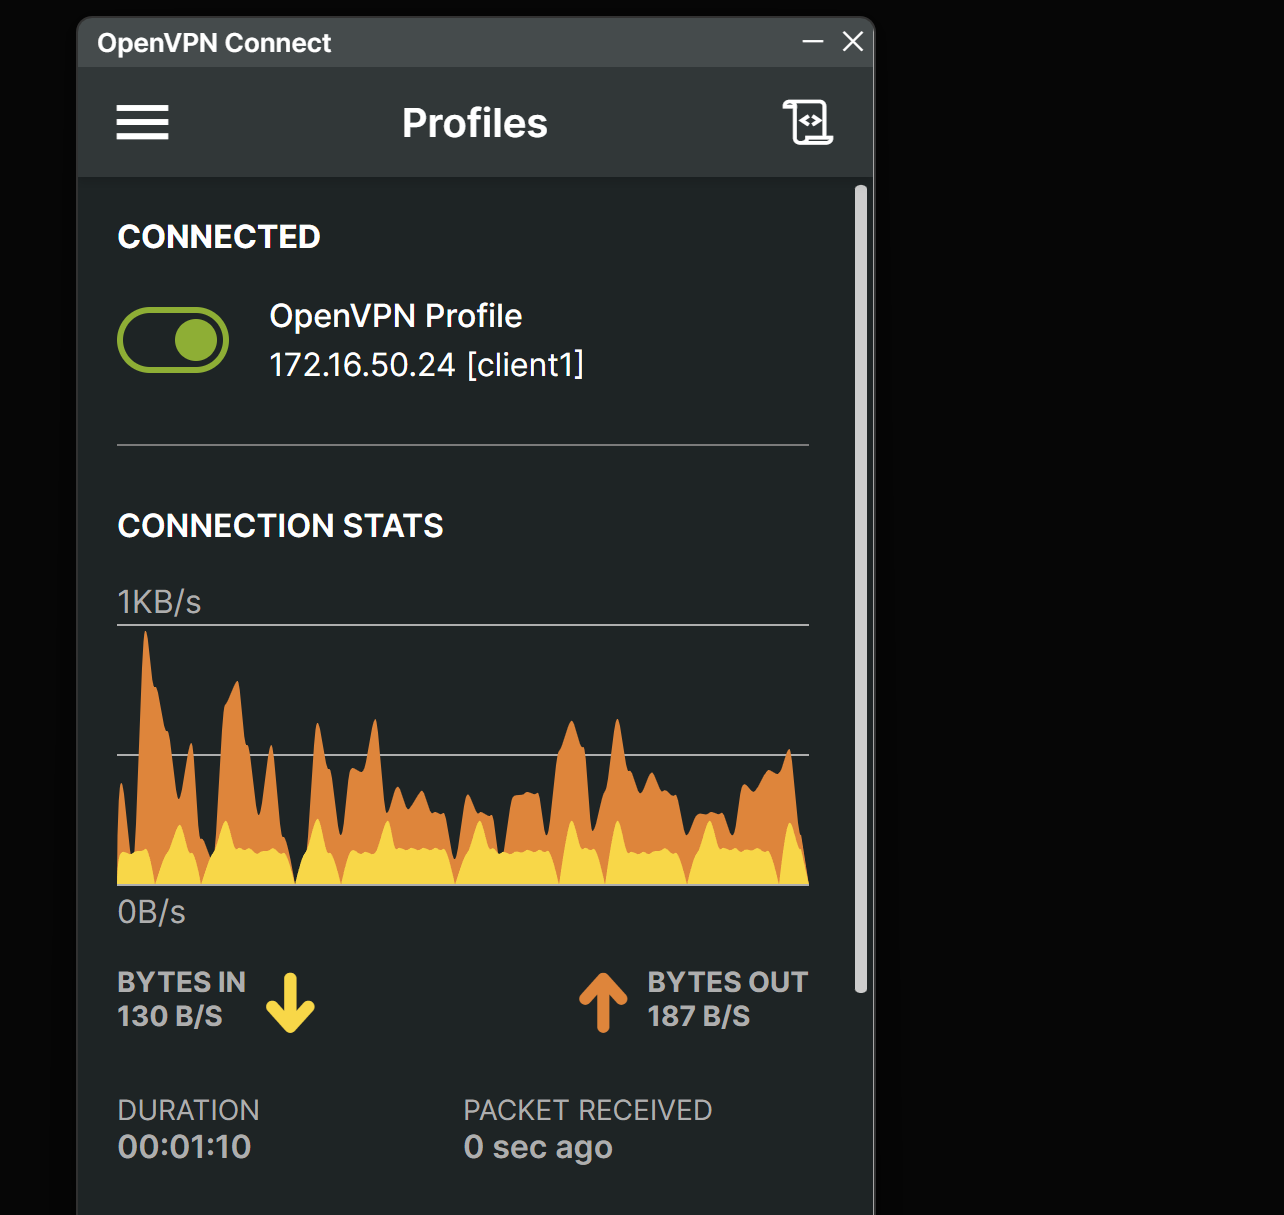 OpenVPN Connect
Profiles
CONNECTED
OpenVPN Profile
172.16.50.24 [client1]
CONNECTION STATS
1KB/s
0B/s
BYTES IN
130 B/S
BYTES OUT
187 B/S
DURATION
00:01:10
PACKET RECEIVED
0 sec ago